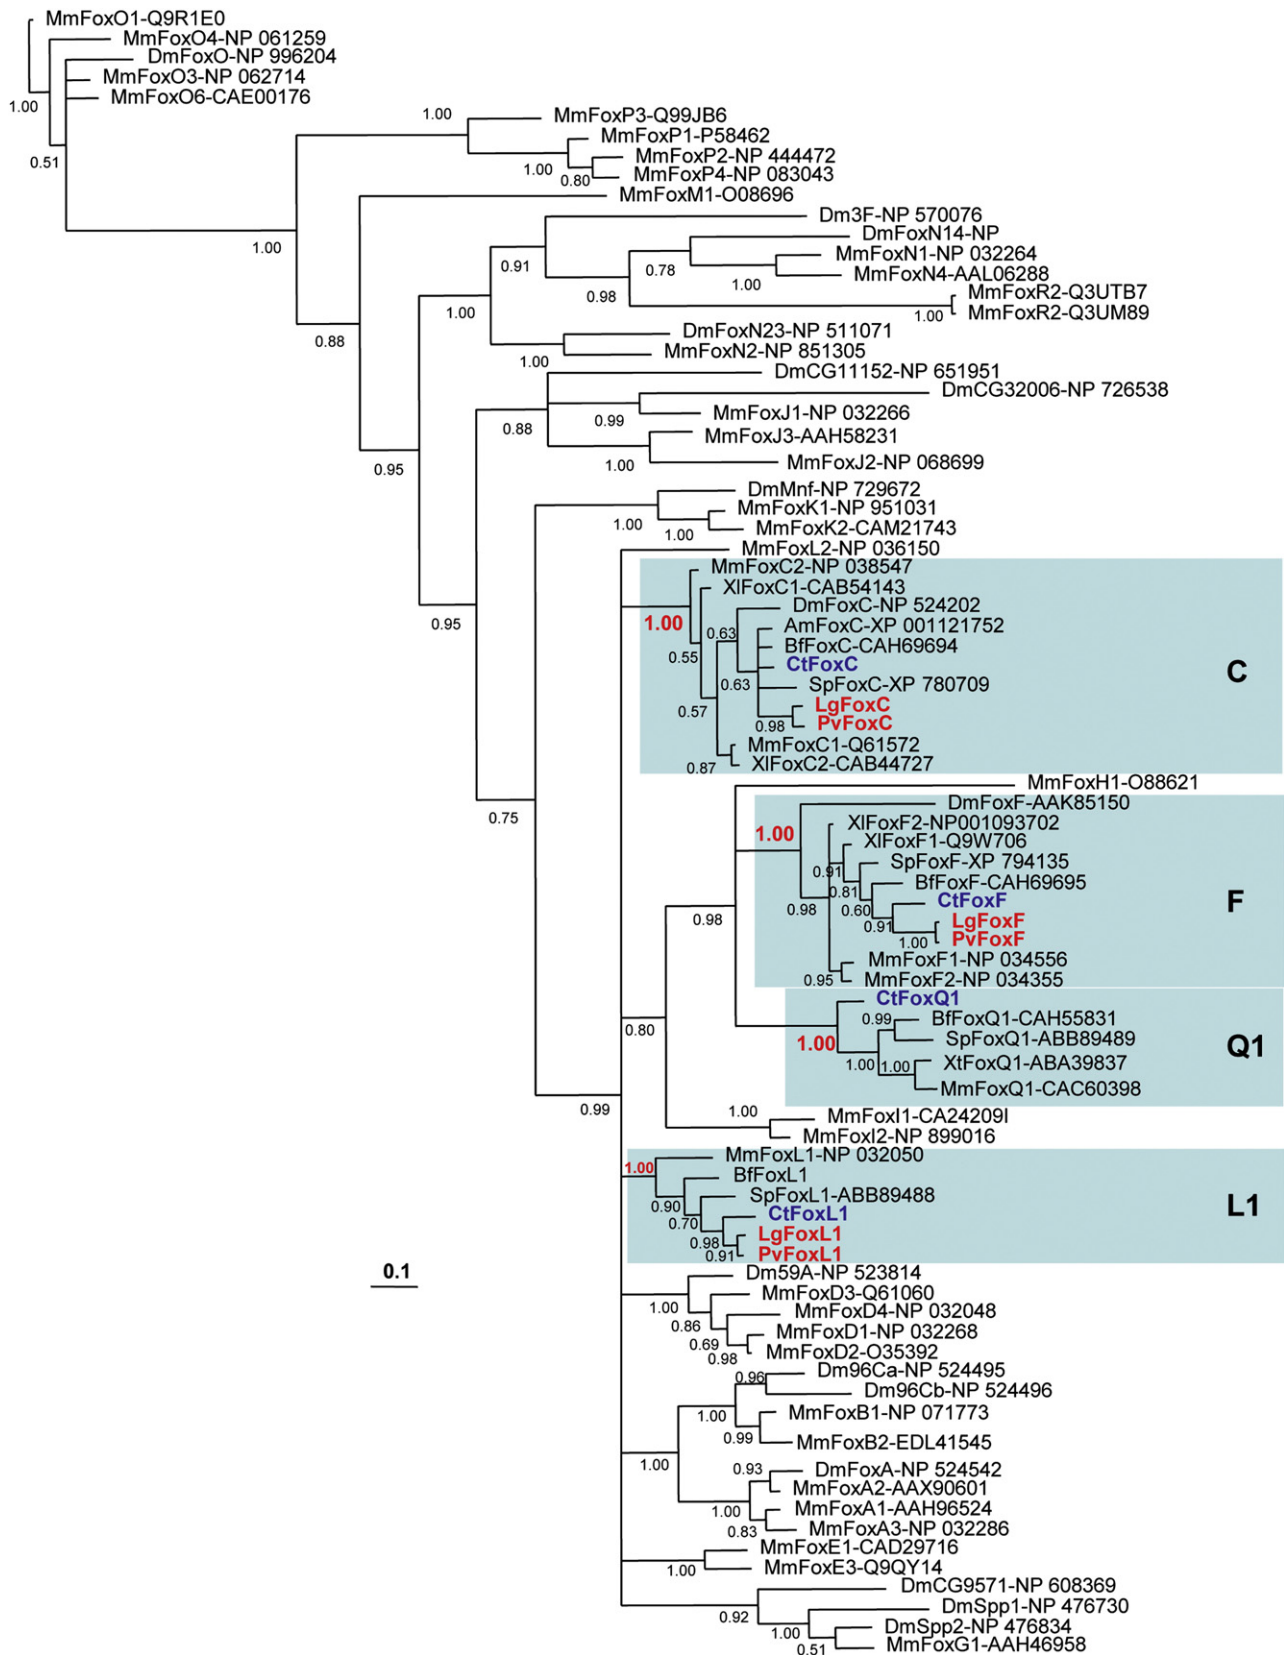 MmFoxO1-Q9R1E0
MmFoxO4-NP 061259
DmFoxO-NP 996204
MmFoxO3-NP 062714
MmFoxO6-CAE00176
1.00
1.00
MmFoxP3-Q99JB6
MmFoxP1-P58462
0.51
MmFoxP2-NP 444472
1.00
MmFoxP4-NP 083043
0.80
MmFoxM1-O08696
Dm3F-NP 570076
DmFoxN14-NP
1.00
MmFoxN1-NP 032264
0.91
0.78
MmFoxN4-AAL06288
1.00
MmFoxR2-Q3UTB7
0.98
1.00
MmFoxR2-Q3UM89
1.00
DmFoxN23-NP 511071
0.88
MmFoxN2-NP 851305
1.00
DmCG11152-NP 651951
DmCG32006-NP 726538
MmFoxJ1-NP 032266
0.99
MmFoxJ3-AAH58231
0.88
MmFoxJ2-NP 068699
1.00
0.95
DmMnf-NP 729672
MmFoxK1-NP 951031
1.00
MmFoxK2-CAM21743
1.00
MmFoxL2-NP 036150
MmFoxC2-NP 038547
XlFoxC1-CAB54143
DmFoxC-NP 524202
0.95
1.00
AmFoxC-XP 001121752
0.63
BfFoxC-CAH69694
0.55
CtFoxC
C
SpFoxC-XP 780709
0.63
LgFoxC
0.57
PvFoxC
0.98
MmFoxC1-Q61572
XlFoxC2-CAB44727
0.87
MmFoxH1-O88621
DmFoxF-AAK85150
0.75
XlFoxF2-NP001093702
1.00
XlFoxF1-Q9W706
SpFoxF-XP 794135
0.91
BfFoxF-CAH69695
0.81
CtFoxF
F
0.98
0.98
0.60
LgFoxF
0.91
PvFoxF
1.00
MmFoxF1-NP 034556
MmFoxF2-NP 034355
0.95
CtFoxQ1
BfFoxQ1-CAH55831
0.99
0.80
SpFoxQ1-ABB89489
1.00
Q1
XtFoxQ1-ABA39837
1.00
1.00
MmFoxQ1-CAC60398
0.99
1.00
MmFoxI1-CA24209I
MmFoxI2-NP 899016
MmFoxL1-NP 032050
1.00
BfFoxL1
SpFoxL1-ABB89488
0.90
L1
CtFoxL1
0.70
LgFoxL1
0.98
PvFoxL1
0.91
0.1
Dm59A-NP 523814
MmFoxD3-Q61060
1.00
MmFoxD4-NP 032048
0.86
MmFoxD1-NP 032268
0.69
MmFoxD2-O35392
0.98
Dm96Ca-NP 524495
0.96
Dm96Cb-NP 524496
MmFoxB1-NP 071773
1.00
MmFoxB2-EDL41545
0.99
1.00
DmFoxA-NP 524542
0.93
MmFoxA2-AAX90601
MmFoxA1-AAH96524
1.00
MmFoxA3-NP 032286
0.83
MmFoxE1-CAD29716
MmFoxE3-Q9QY14
1.00
DmCG9571-NP 608369
DmSpp1-NP 476730
0.92
DmSpp2-NP 476834
1.00
MmFoxG1-AAH46958
0.51